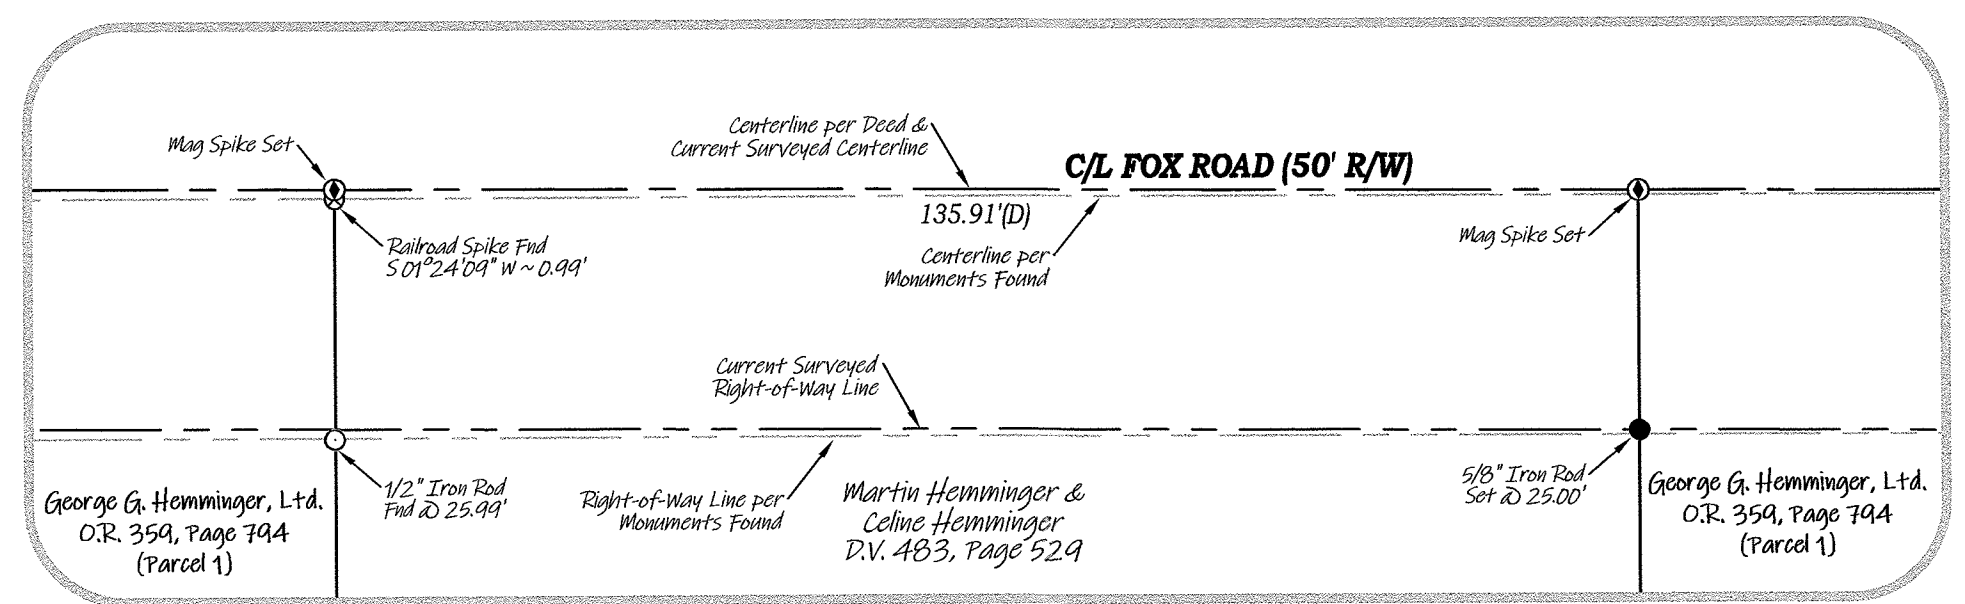 Centerline per Deed &
Current Surveyed Centerline
Mag Spike Set
C/L FOX ROAD (50' R/W)
135.91'(D)
Railroad Spike Fnd
S 01°24'09" W ~ 0.99'
Centerline per
Monuments Found
Mag Spike Set
Current Surveyed
Right-of-Way Line
1/2" Iron Rod
Fnd @ 25.99'
Right-of-Way Line per
Monuments Found
5/8" Iron Rod
Set @ 25.00'
George G. Hemminger, Ltd.
O.R. 359, Page 794
(Parcel 1)
Martin Hemminger &
Celine Hemminger
D.V. 483, Page 529
George G. Hemminger, Ltd.
O.R. 359, Page 794
(Parcel 1)